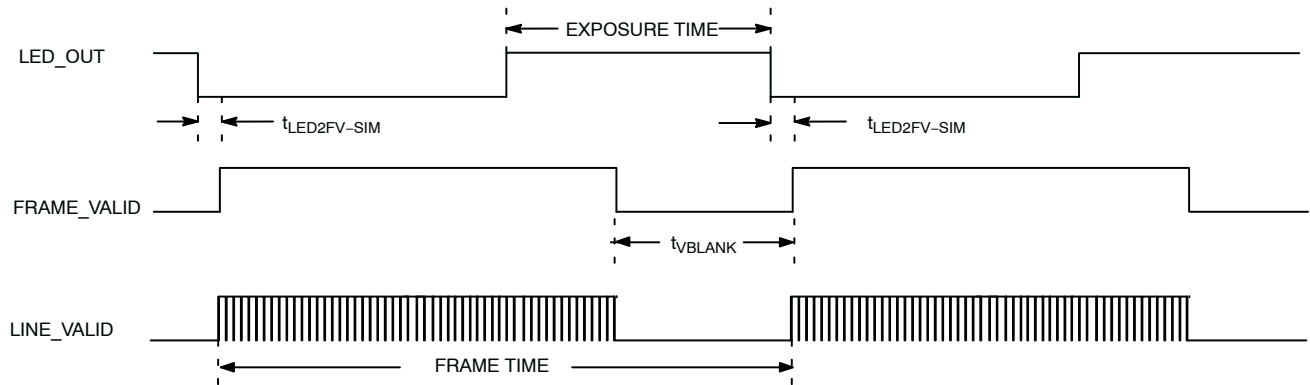 EXPOSURE TIME
LED_OUT
tLED2FV−SIM
tLED2FV−SIM
FRAME_VALID
tVBLANK
LINE_VALID
FRAME TIME